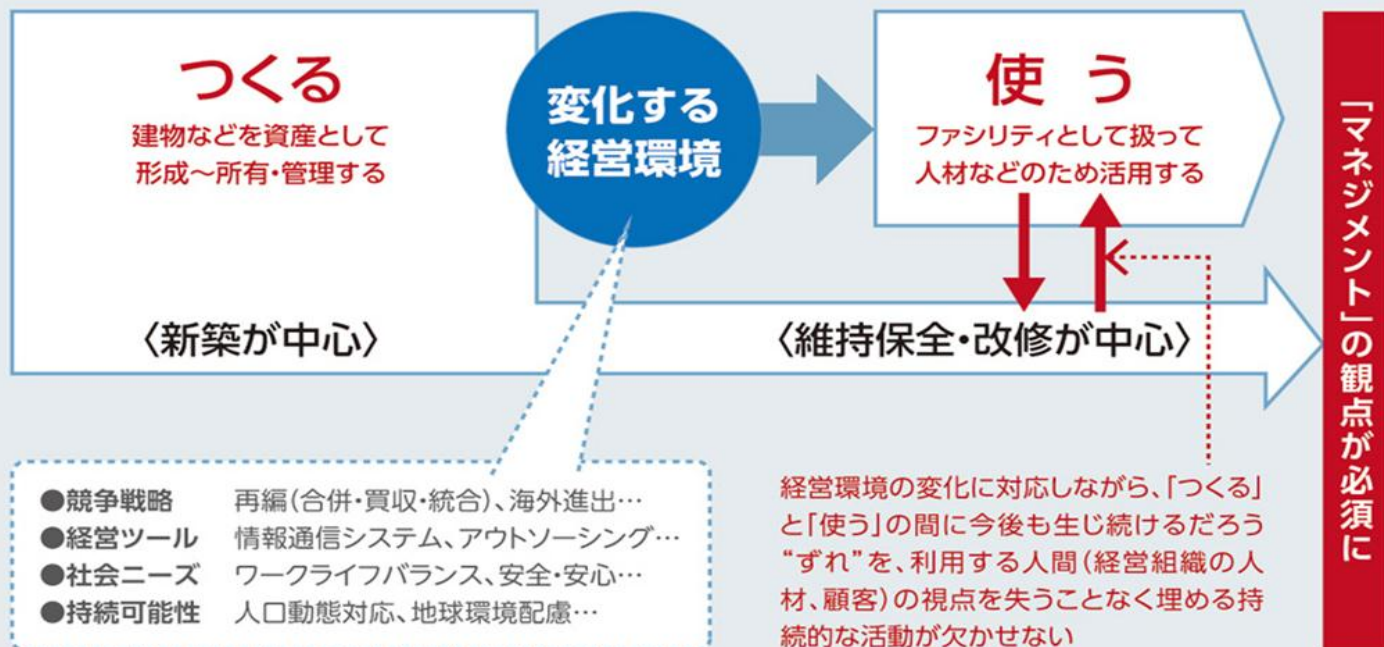 つくる
建物などを資産として
形成～所有・管理する
〈新築が中心〉
変化する
経営環境
使う
ファシリティとして扱って
人材などのため活用する
〈維持保全・改修が中心〉
●競争戦略　再編(合併・買収・統合)、海外進出…
●経営ツール　情報通信システム、アウトソーシング…
●社会ニーズ　ワークライフバランス、安全・安心…
●持続可能性　人口動態対応、地球環境配慮…
経営環境の変化に対応しながら、「つくる」
と「使う」の間に今後も生じ続けるだろう
“ずれ”を、利用する人間(経営組織の人
材、顧客)の視点を失うことなく埋める持
続的な活動が欠かせない
「マネジメント」の観点が必須に